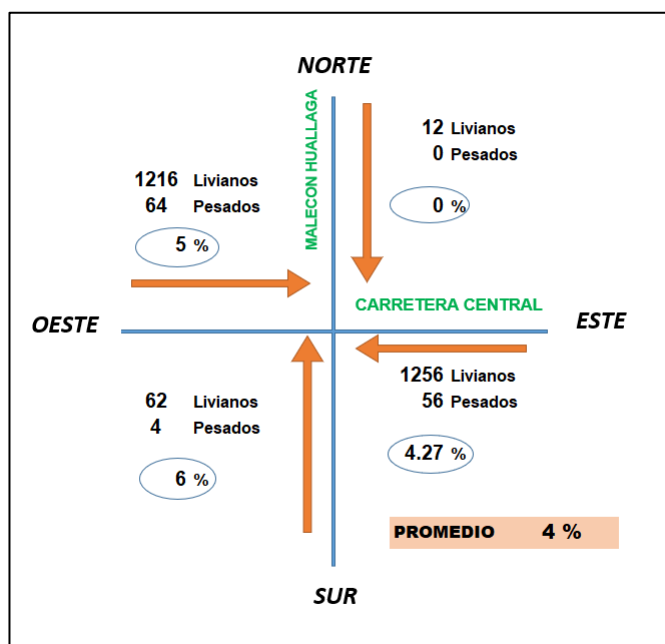 NORTE
MALECON HUALLAGA
12 Livianos
0 Pesados
0 %
1216 Livianos
64 Pesados
5 %
CARRETERA CENTRAL
OESTE
ESTE
62 Livianos
4 Pesados
6 %
1256 Livianos
56 Pesados
4.27 %
PROMEDIO 4 %
SUR